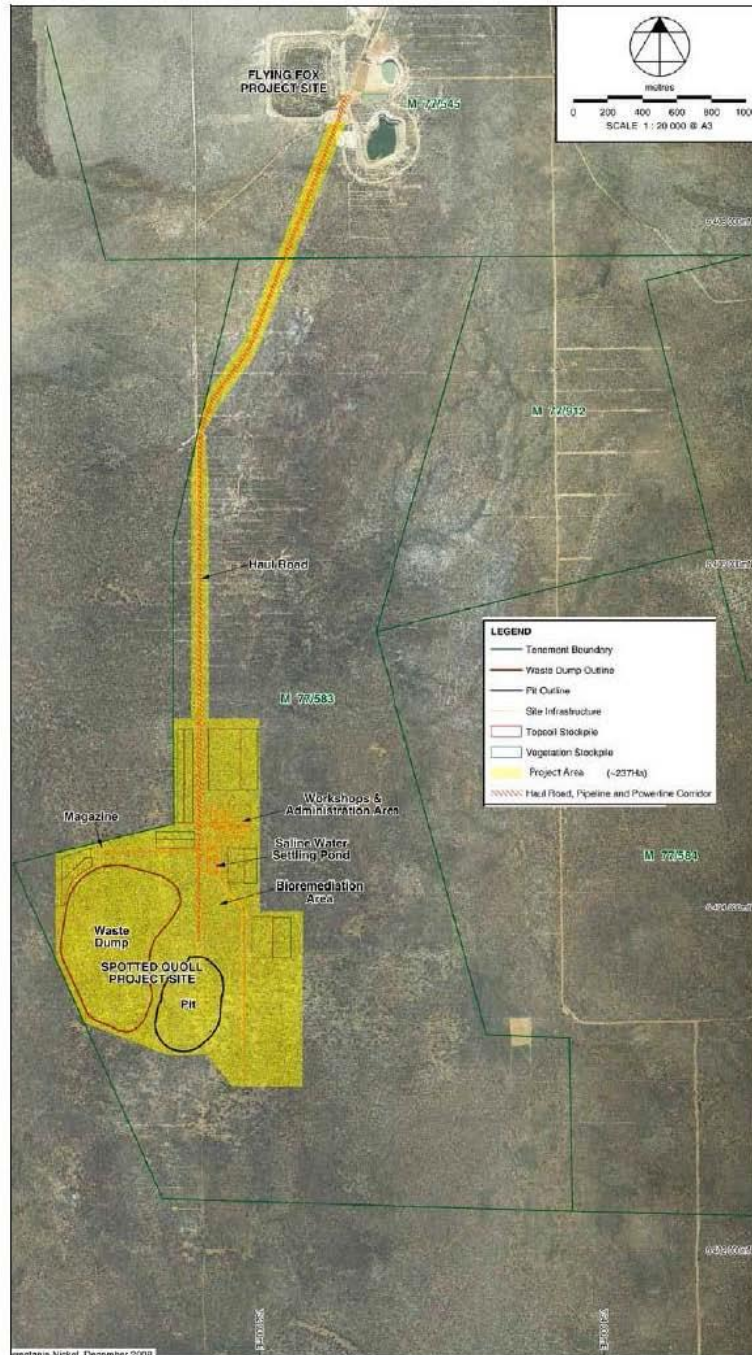 FLYING FOX
PROJECT SITE
M 77/545
metres
0 200 400 600 800
SCALE 1 : 20 000 @ A3
M 77/912
Haul Road
M 77/583
LEGEND
Tenement Boundary
Waste Dump Outline
Pit Outline
Site Infrastructure
Topsoil Stockpile
Vegetation Stockpile
Project Area (~237Ha)
Haul Road, Pipeline and Powerline Corridor
Magazine
Workshops &
Administration Area
Saline Water
Settling Pond
Bioremediation
Area
M 77/584
Waste
Dump
SPOTTED QUOLL
PROJECT SITE
Pit
Nickel, December 2009